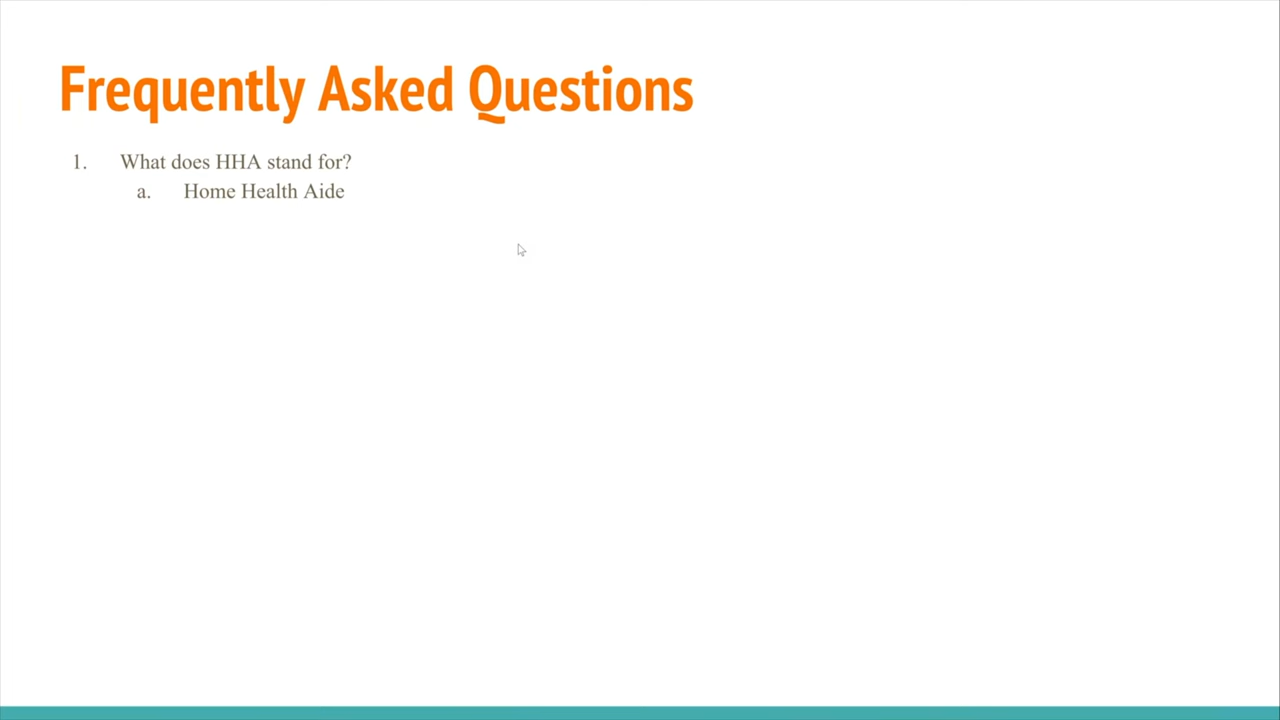 Frequently Asked Questions
1. What does HHA stand for?
a. Home Health Aide